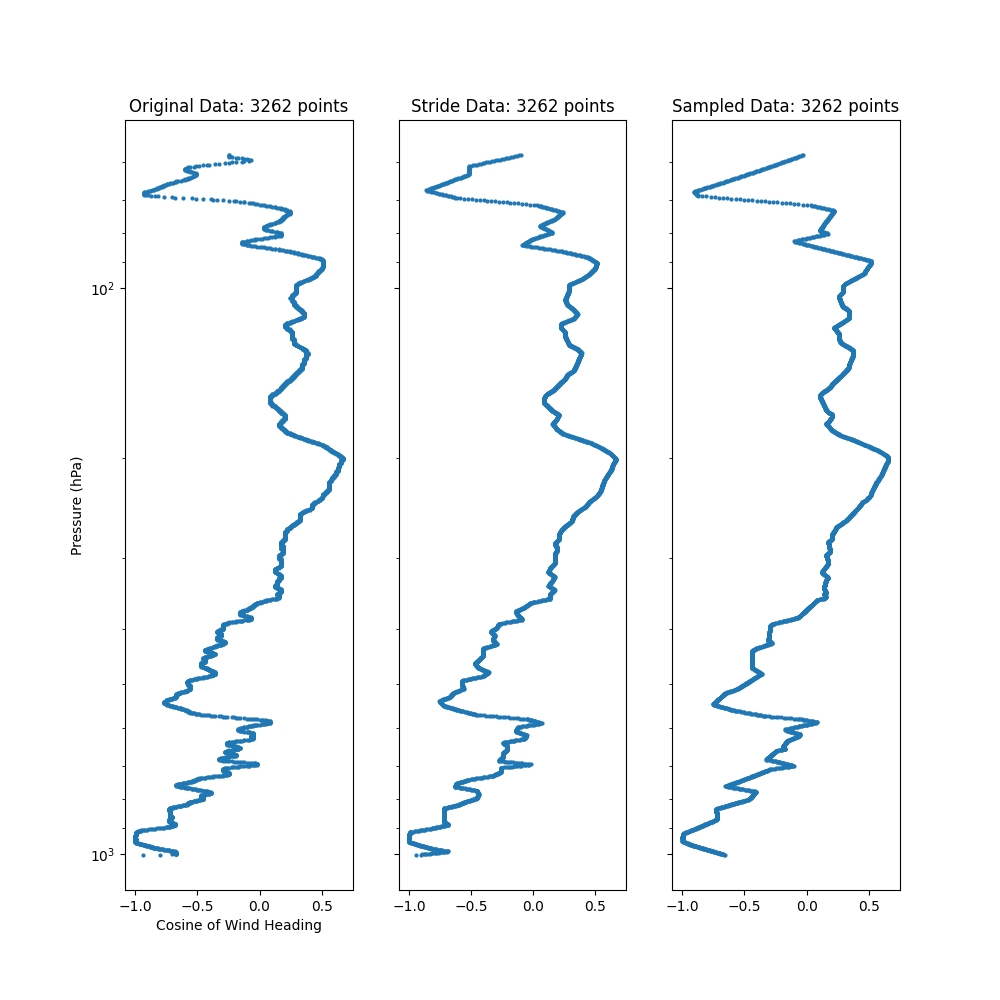 Original Data: 3262 points
Stride Data: 3262 points
Sampled Data: 3262 points
Pressure (hPa)
10²
10³
−1.0 −0.5 0.0 0.5
−1.0 −0.5 0.0 0.5
−1.0 −0.5 0.0 0.5
Cosine of Wind Heading